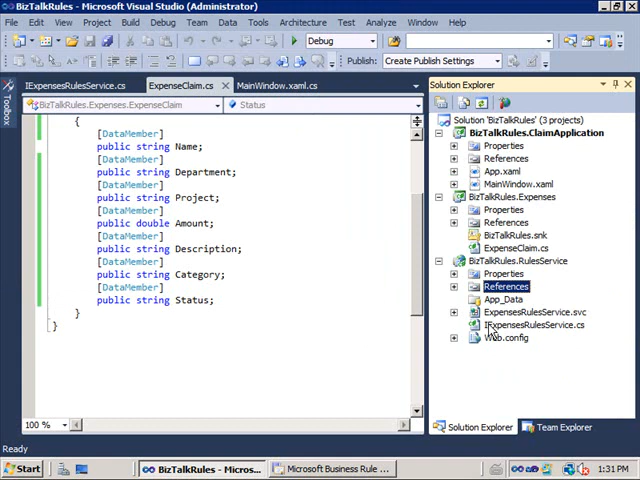 BizTalkRules - Microsoft Visual Studio (Administrator)
File Edit View Project Build Debug Team Data Tools Architecture Test Analyze Window Help
Debug
Publish: Create Publish Settings
IExpensesRulesService.cs ExpenseClaim.cs MainWindow.xaml.cs
BizTalkRules.Expenses.ExpenseClaim Status
Toolbox
{
[DataMember]
public string Name;
[DataMember]
public string Department;
[DataMember]
public string Project;
[DataMember]
public double Amount;
[DataMember]
public string Description;
[DataMember]
public string Category;
[DataMember]
public string Status;
}
}
100 %
Solution Explorer
Solution 'BizTalkRules' (3 projects)
BizTalkRules.ClaimApplication
Properties
References
App.xaml
MainWindow.xaml
BizTalkRules.Expenses
Properties
References
BizTalkRules.snk
ExpenseClaim.cs
BizTalkRules.RulesService
Properties
References
App_Data
ExpensesRulesService.svc
IExpensesRulesService.cs
Web.config
Solution Explorer Team Explorer
Ready
Start BizTalkRules - Micros... Microsoft Business Rule ... 1:31 PM